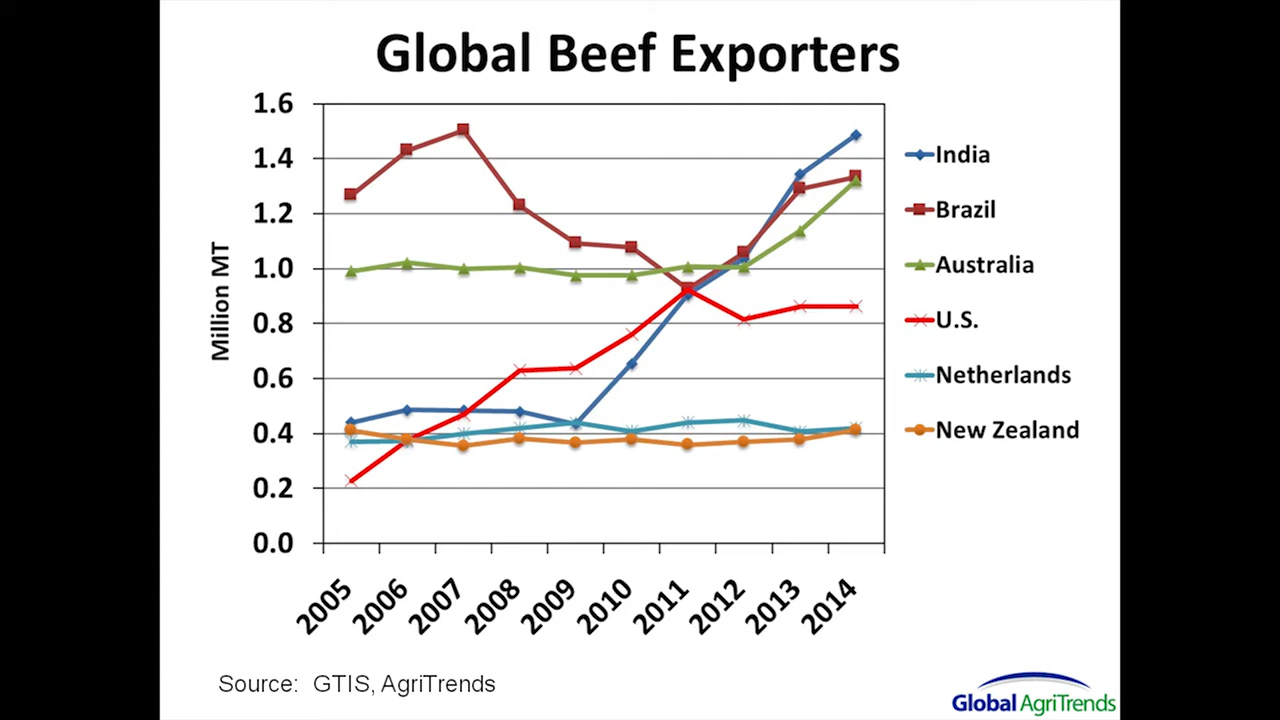 Global Beef Exporters
1.6
1.4
1.2
1.0
0.8
0.6
0.4
0.2
0.0
Million MT
2005
2006
2007
2008
2009
2010
2011
2012
2013
2014
India
Brazil
Australia
U.S.
Netherlands
New Zealand
Source: GTIS, AgriTrends
Global AgriTrends